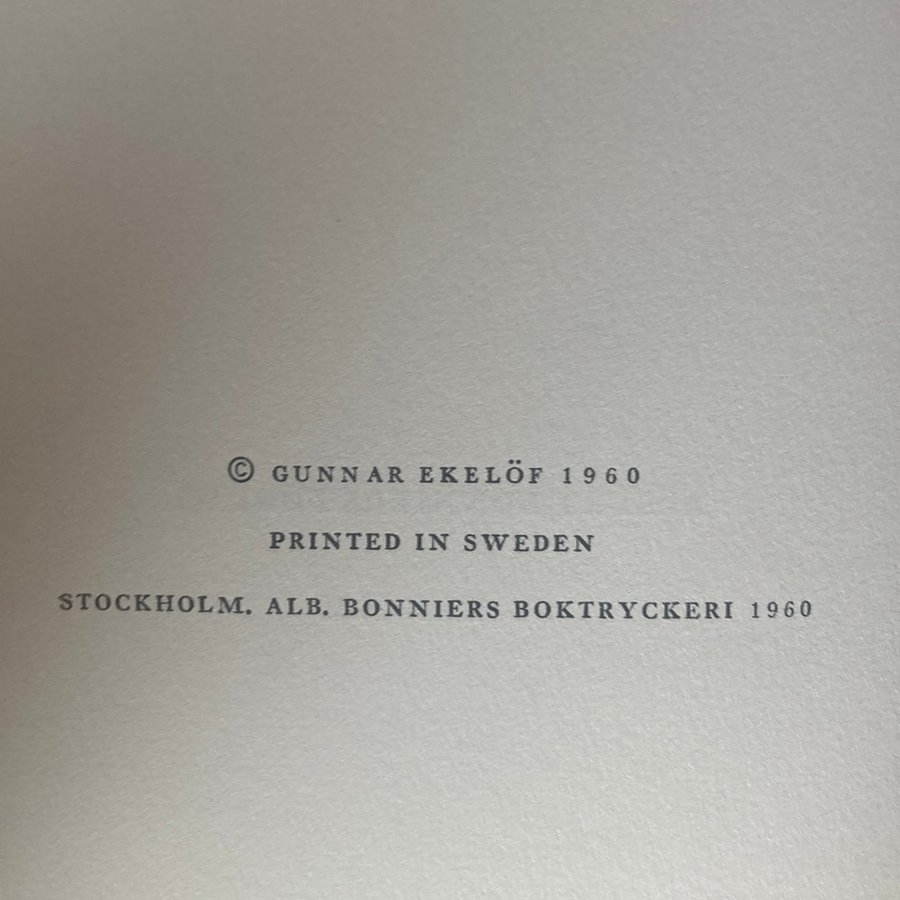 © GUNNAR EKELÖF 1960
PRINTED IN SWEDEN
STOCKHOLM. ALB. BONNIERS BOKTRYCKERI 1960